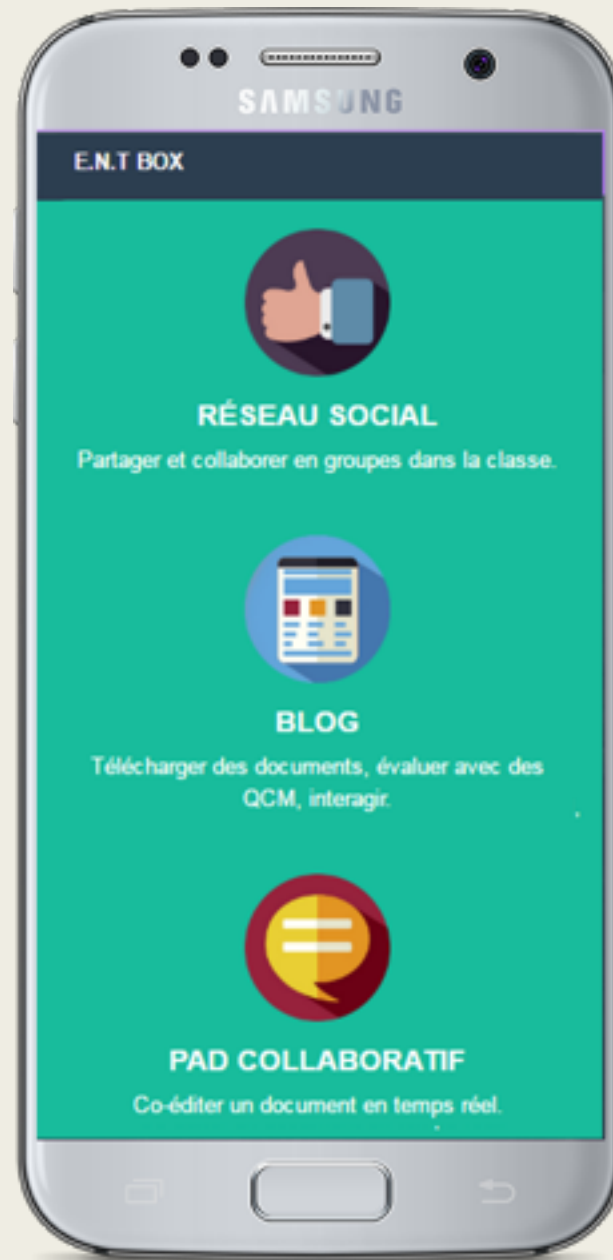 SAMSUNG
E.N.T BOX
RÉSEAU SOCIAL
Partager et collaborer en groupes dans la classe.
BLOG
Télécharger des documents, évaluer avec des
QCM, interagir.
PAD COLLABORATIF
Co-éditer un document en temps réel.